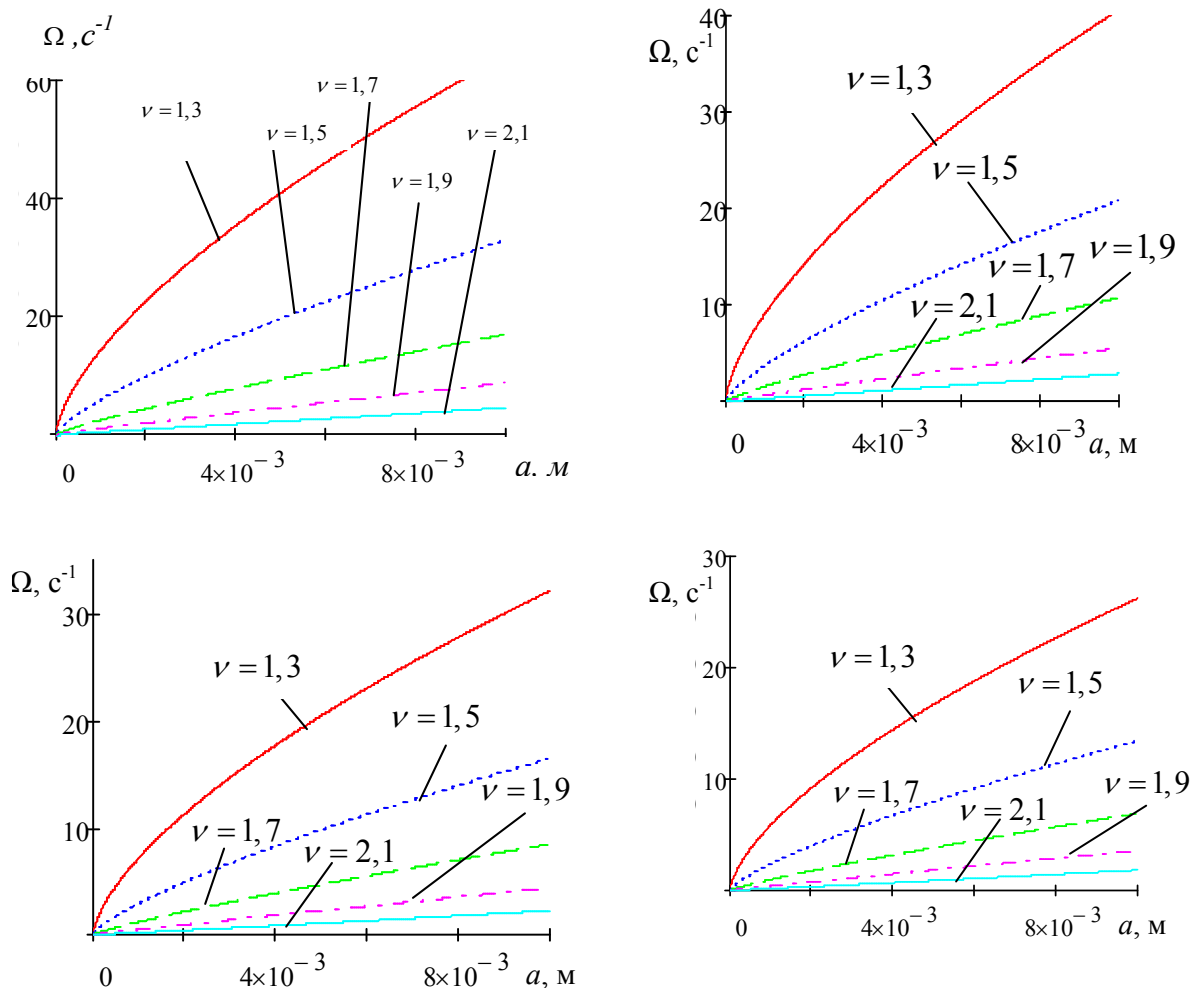 Ω ,c⁻¹
60
40
20
ν = 1,3
ν = 1,5
ν = 1,7
ν = 1,9
ν = 2,1
0
4×10⁻³
8×10⁻³
a. м
Ω, c⁻¹
40
30
20
10
ν = 1,3
ν = 1,5
ν = 1,7
ν = 1,9
ν = 2,1
0
4×10⁻³
8×10⁻³
a, м
Ω, c⁻¹
30
20
10
ν = 1,3
ν = 1,5
ν = 1,9
ν = 1,7
ν = 2,1
0
4×10⁻³
8×10⁻³
a, м
Ω, c⁻¹
30
20
10
ν = 1,3
ν = 1,5
ν = 1,7
ν = 2,1
ν = 1,9
0
4×10⁻³
8×10⁻³
a, м